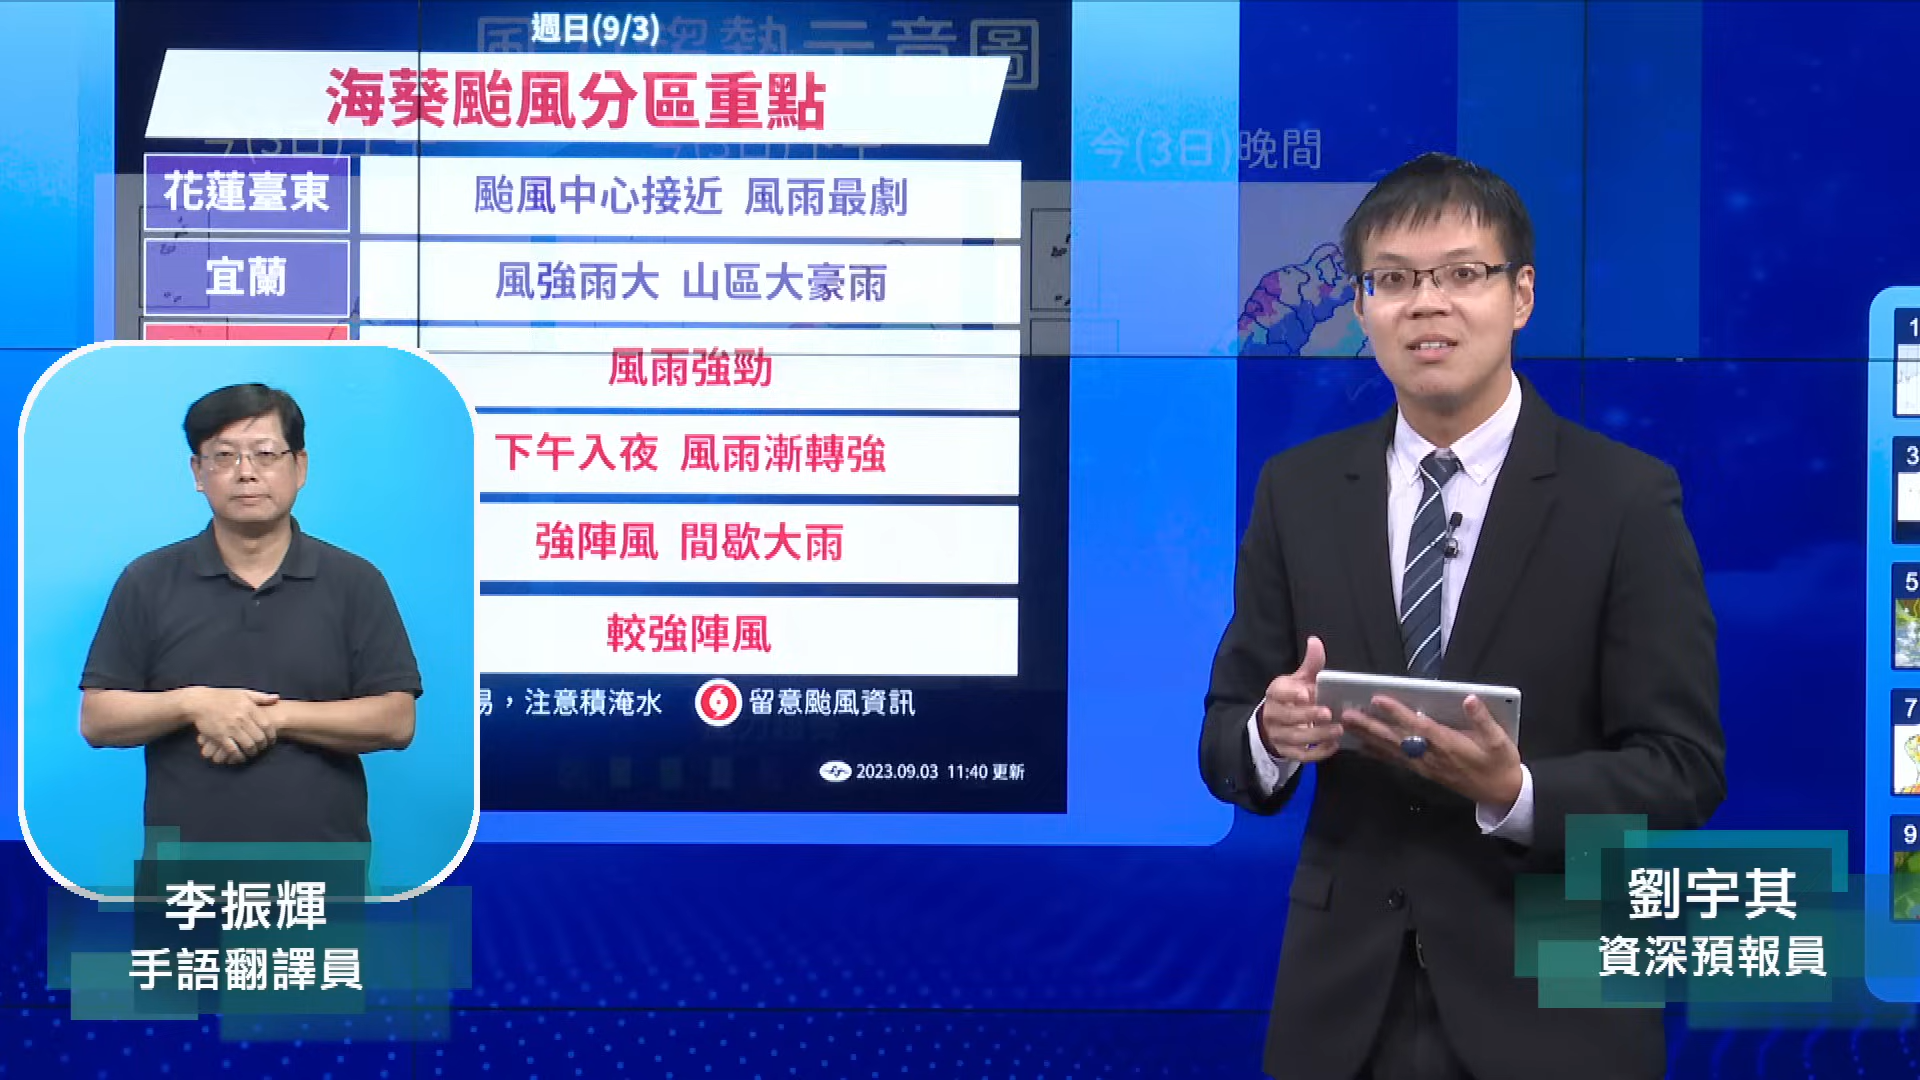 週日(9/3)
海葵颱風分區重點
花蓮臺東
颱風中心接近 風雨最劇
宜蘭
風強雨大 山區大豪雨
風雨強勁
下午入夜 風雨漸轉強
強陣風 間歇大雨
較強陣風
，注意積淹水
留意颱風資訊
2023.09.03 11:40 更新
今(3日)晚間
1
3
5
7
9
李振輝
手語翻譯員
劉宇其
資深預報員